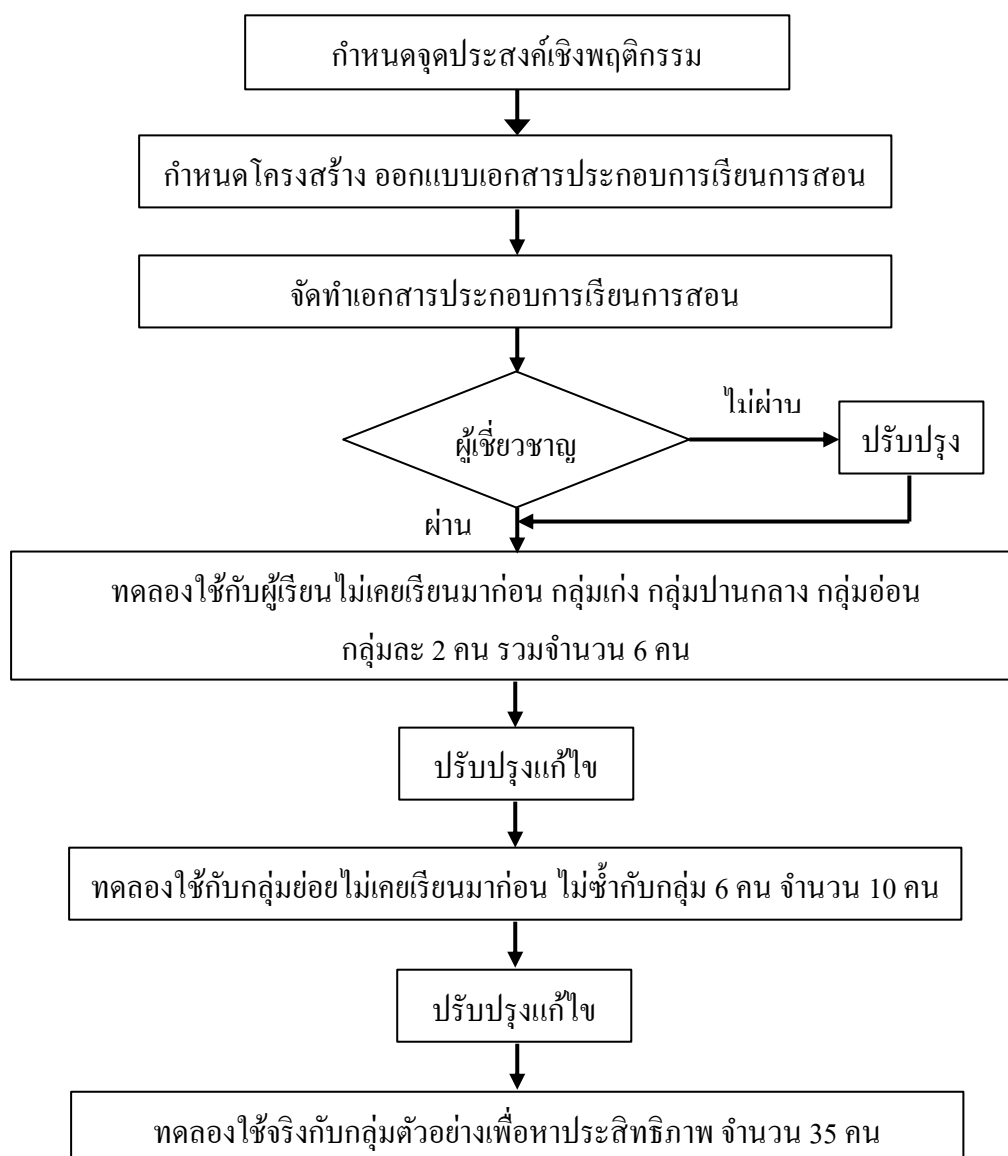 กำหนดจุดประสงค์เชิงพฤติกรรม
กำหนดโครงสร้าง ออกแบบเอกสารประกอบการเรียนการสอน
จัดทำเอกสารประกอบการเรียนการสอน
ไม่ผ่าน
ผู้เชี่ยวชาญ
ปรับปรุง
ผ่าน
ทดลองใช้กับผู้เรียนไม่เคยเรียนมาก่อน กลุ่มเก่ง กลุ่มปานกลาง กลุ่มอ่อน
กลุ่มละ 2 คน รวมจำนวน 6 คน
ปรับปรุงแก้ไข
ทดลองใช้กับกลุ่มย่อยไม่เคยเรียนมาก่อน ไม่ซ้ำกับกลุ่ม 6 คน จำนวน 10 คน
ปรับปรุงแก้ไข
ทดลองใช้จริงกับกลุ่มตัวอย่างเพื่อหาประสิทธิภาพ จำนวน 35 คน